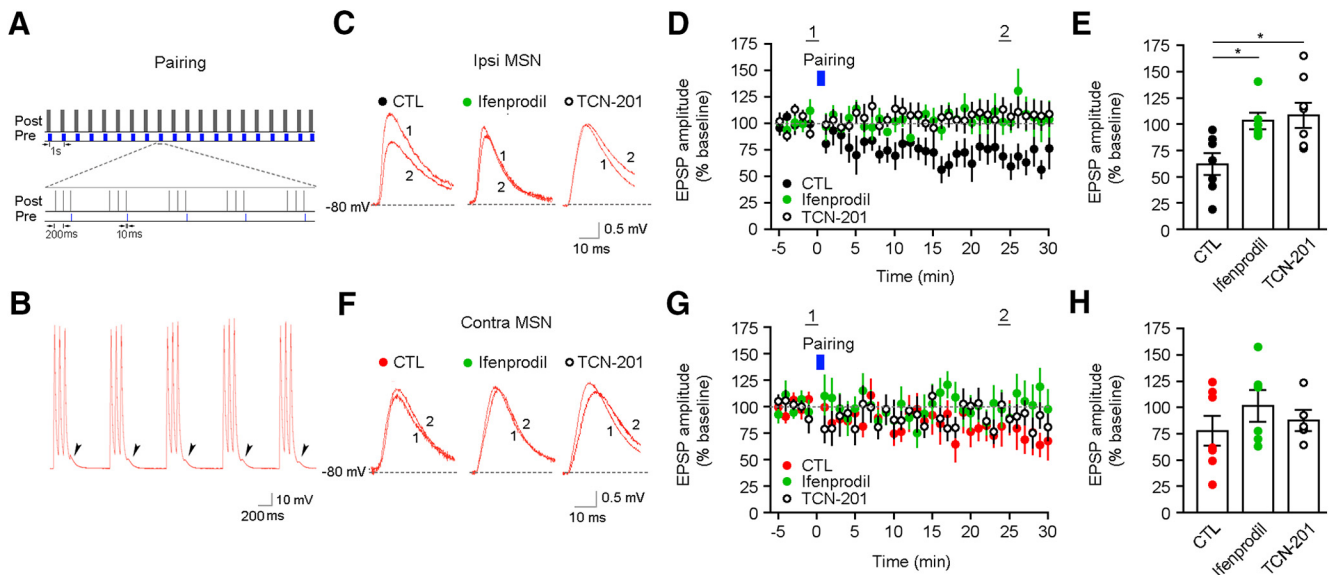 A
Pairing
Post
Pre
1s
Post
Pre
200ms
10ms
B
10 mV
200ms
C
Ipsi MSN
CTL
Ifenprodil
TCN-201
1
2
1
2
1
2
-80 mV
0.5 mV
10 ms
D
1
2
Pairing
175
150
125
100
75
50
25
0
EPSP amplitude
(% baseline)
CTL
Ifenprodil
TCN-201
-5 0 5 10 15 20 25 30
Time (min)
E
* 
*
175
150
125
100
75
50
25
0
EPSP amplitude
(% baseline)
CTL
Ifenprodil
TCN-201
F
Contra MSN
CTL
Ifenprodil
TCN-201
2
1
2
1
2
1
-80 mV
0.5 mV
10 ms
G
1
2
Pairing
175
150
125
100
75
50
25
0
EPSP amplitude
(% baseline)
CTL
Ifenprodil
TCN-201
-5 0 5 10 15 20 25 30
Time (min)
H
175
150
125
100
75
50
25
0
EPSP amplitude
(% baseline)
CTL
Ifenprodil
TCN-201